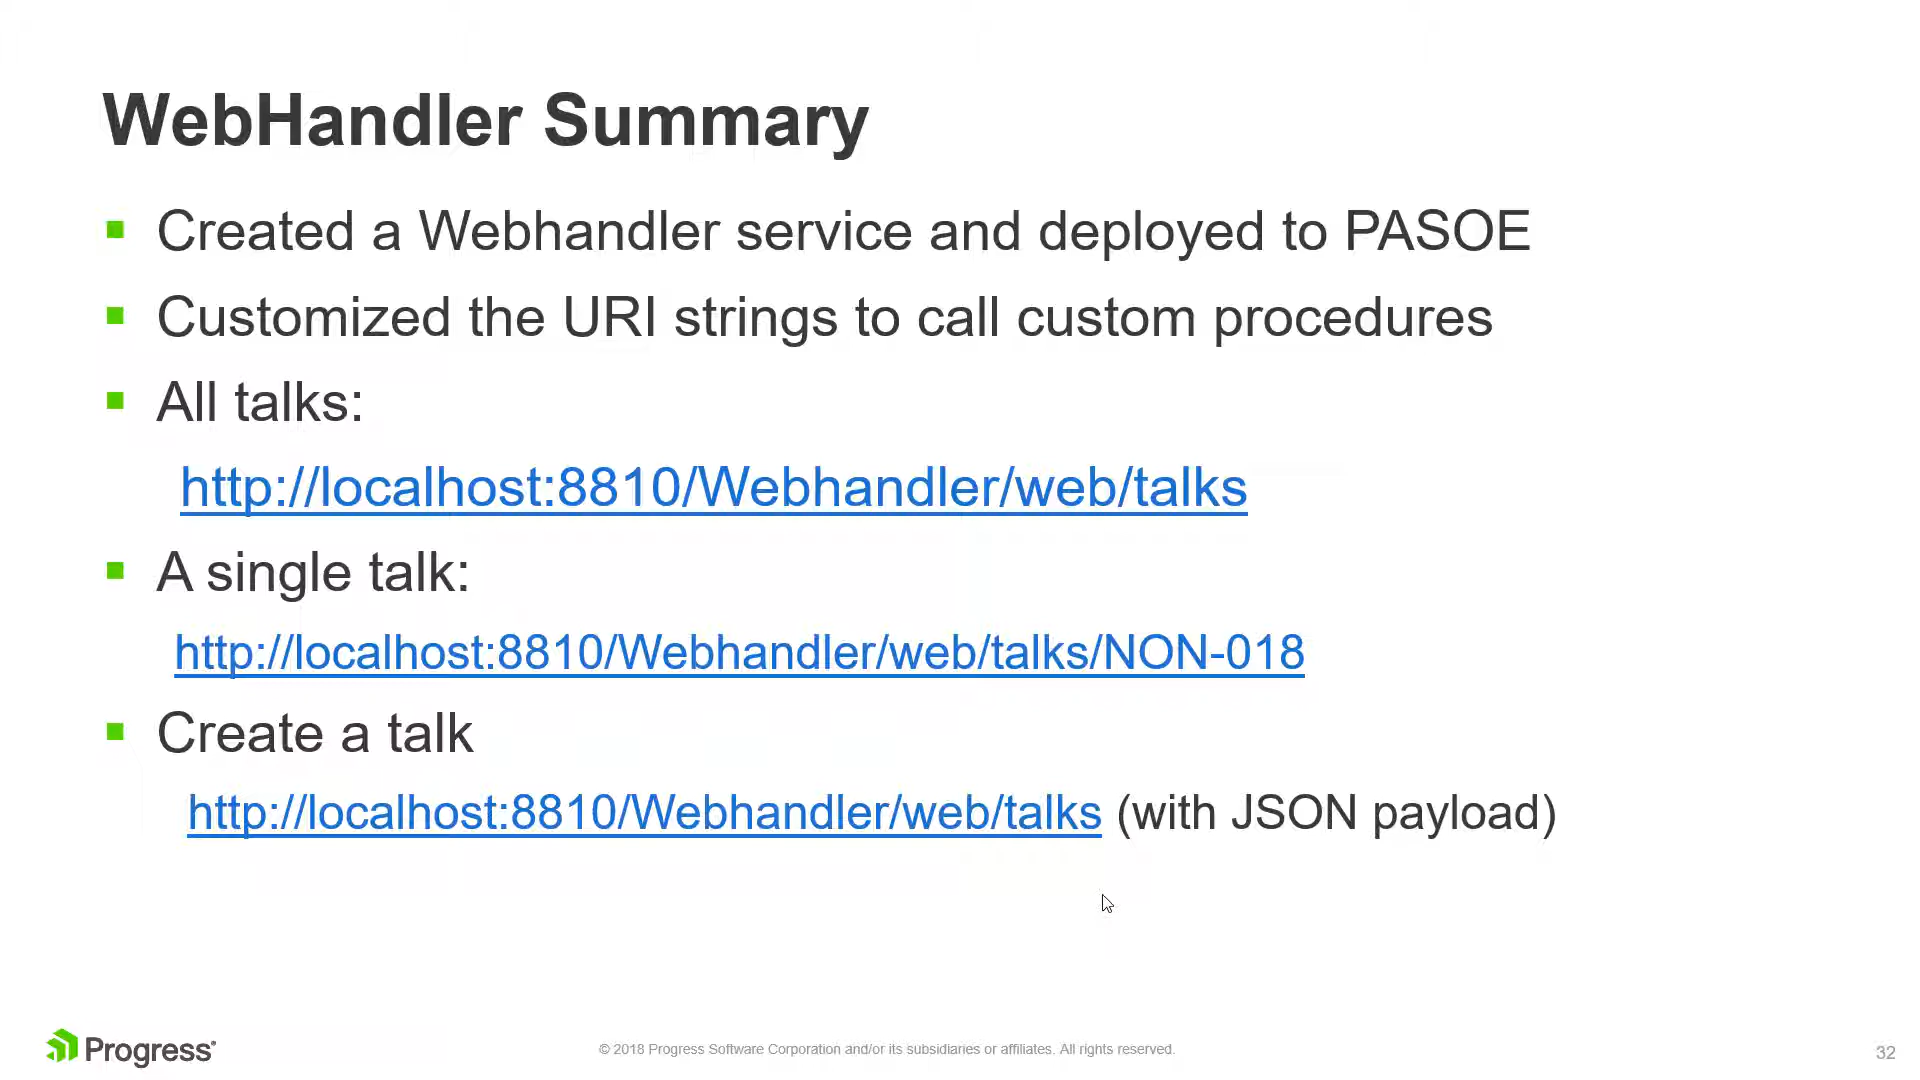 WebHandler Summary
Created a Webhandler service and deployed to PASOE
Customized the URI strings to call custom procedures
All talks:
http://localhost:8810/Webhandler/web/talks
A single talk:
http://localhost:8810/Webhandler/web/talks/NON-018
Create a talk
http://localhost:8810/Webhandler/web/talks (with JSON payload)
Progress®
© 2018 Progress Software Corporation and/or its subsidiaries or affiliates. All rights reserved.
32